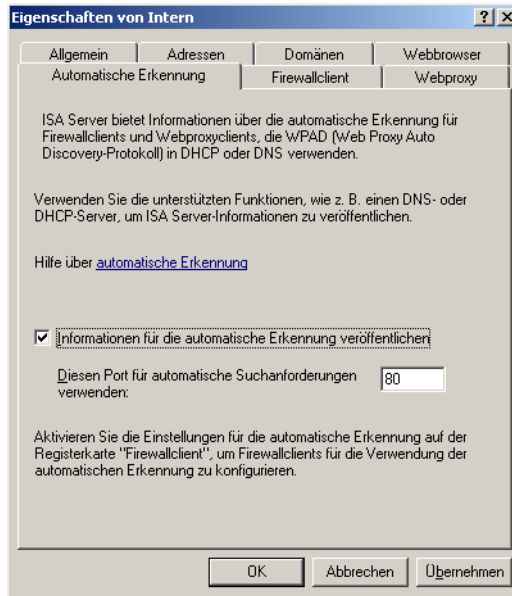 Eigenschaften von Intern
Allgemein
Adressen
Domänen
Webbrowser
Automatische Erkennung
Firewallclient
Webproxy
ISA Server bietet Informationen über die automatische Erkennung für
Firewallclients und Webproxyclients, die WPAD (Web Proxy Auto
Discovery-Protokoll) in DHCP oder DNS verwenden.
Verwenden Sie die unterstützten Funktionen, wie z. B. einen DNS- oder
DHCP-Server, um ISA Server-Informationen zu veröffentlichen.
Hilfe über automatische Erkennung
Informationen für die automatische Erkennung veröffentlichen
Diesen Port für automatische Suchanforderungen
verwenden:
80
Aktivieren Sie die Einstellungen für die automatische Erkennung auf der
Registerkarte "Firewallclient", um Firewallclients für die Verwendung der
automatischen Erkennung zu konfigurieren.
OK
Abbrechen
Übernehmen